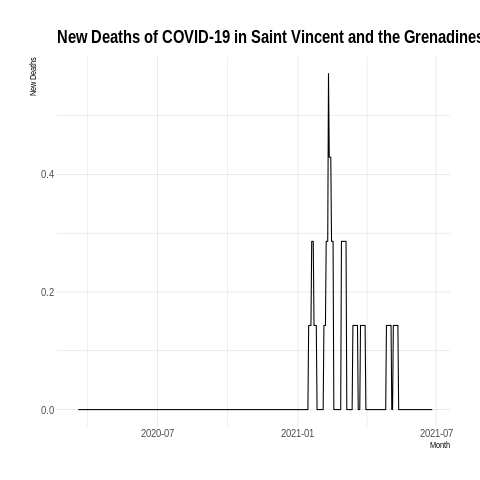 New Deaths of COVID-19 in Saint Vincent and the Grenadines
New Deaths
0.4
0.2
0.0
2020-07
2021-01
2021-07
Month